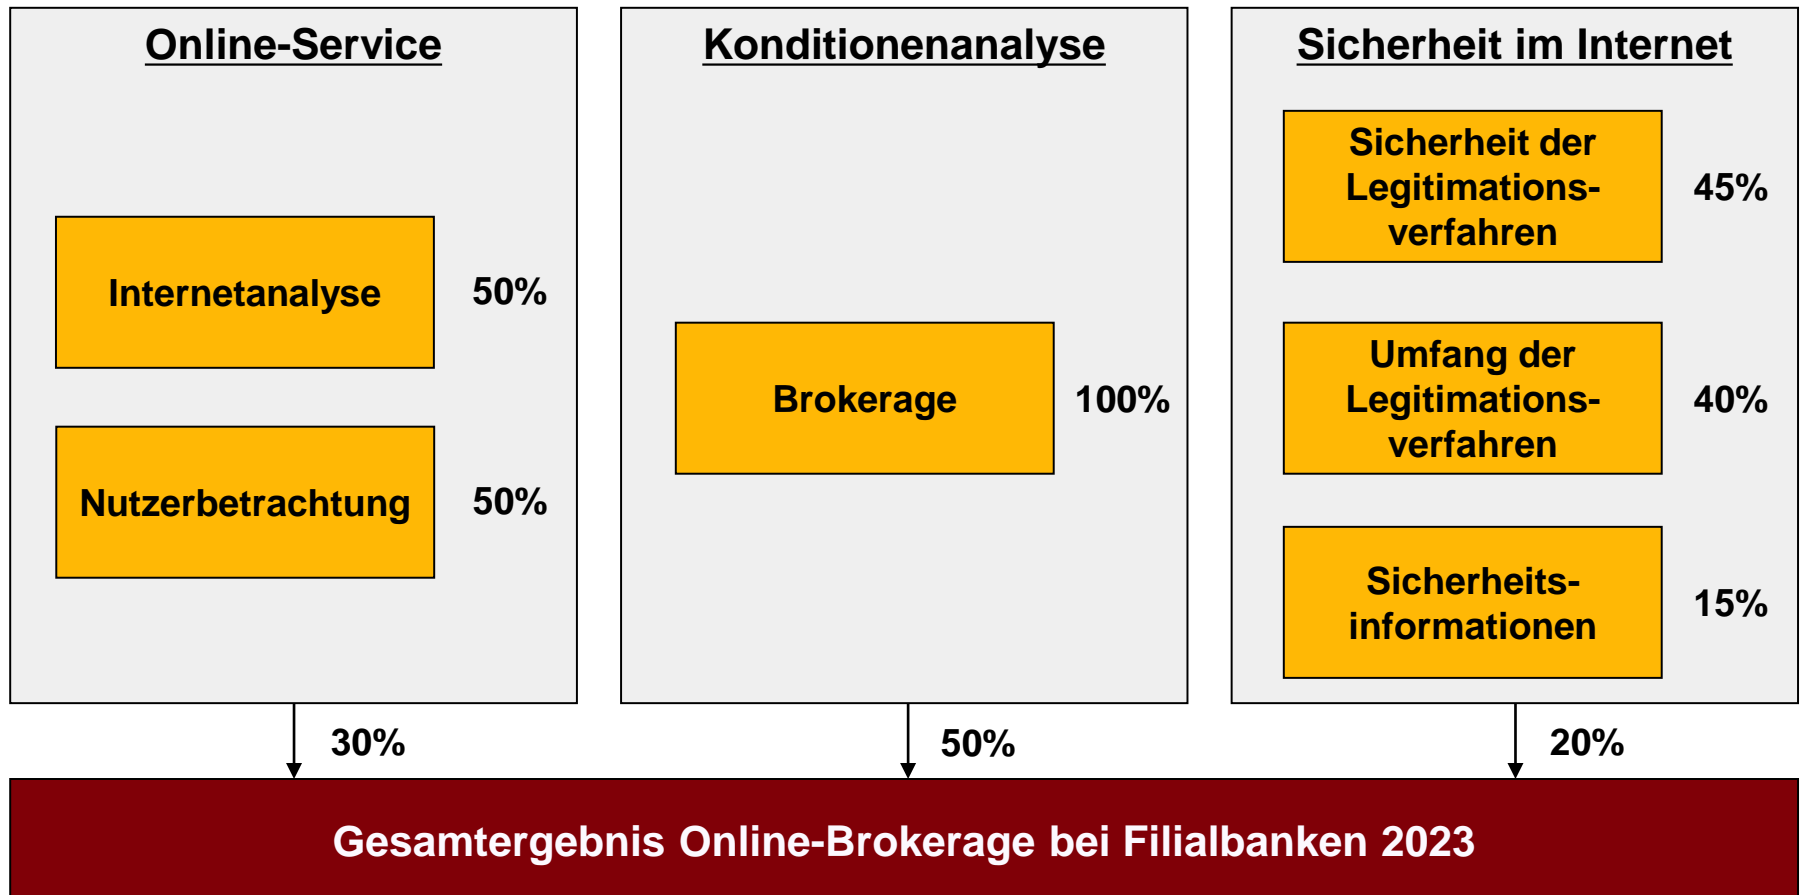 Online-Service
Internetanalyse
50%
Nutzerbetrachtung
50%
30%
Konditionenanalyse
Brokerage
100%
50%
Sicherheit im Internet
Sicherheit der
Legitimations-
verfahren
45%
Umfang der
Legitimations-
verfahren
40%
Sicherheits-
informationen
15%
20%
Gesamtergebnis Online-Brokerage bei Filialbanken 2023